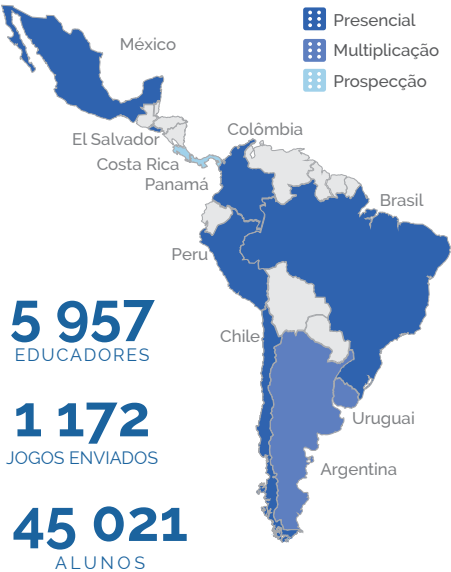 Presencial
Multiplicação
Prospecção
México
El Salvador
Costa Rica
Panamá
Colômbia
Brasil
Peru
Chile
Uruguai
Argentina
5 957
EDUCADORES
1 172
JOGOS ENVIADOS
45 021
ALUNOS